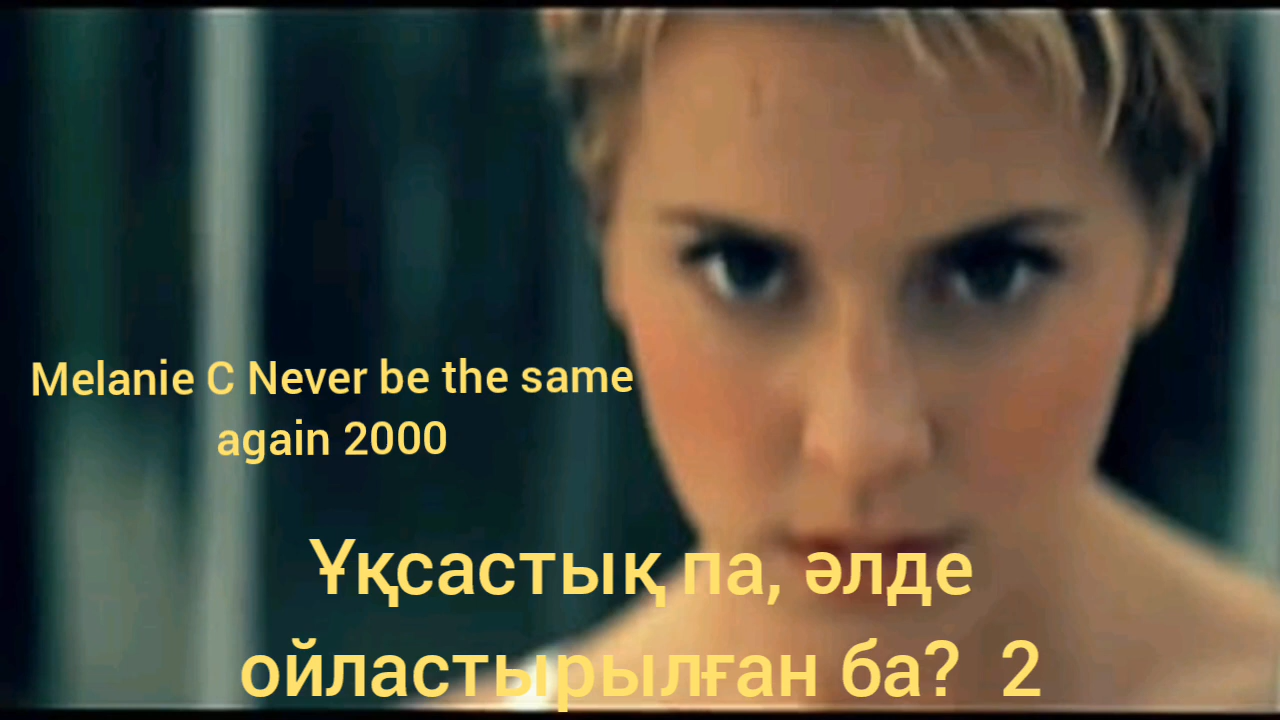 Melanie C Never be the same
again 2000
Ұқсастық па, әлде
ойластырылған ба? 2